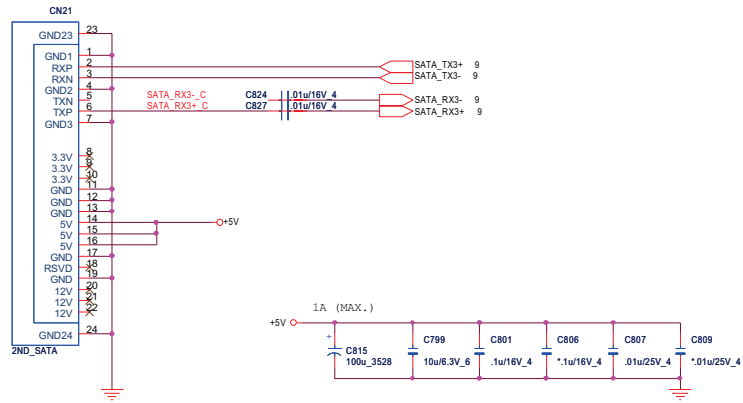 CN21
GND23 23
GND1 1
RXP 2 SATA_TX3+ 9
RXN 3 SATA_TX3- 9
GND2 4
TXN 5 SATA_RX3-_C C824 .01u/16V_4 SATA_RX3- 9
TXP 6 SATA_RX3+_C C827 .01u/16V_4 SATA_RX3+ 9
GND3 7
3.3V 8
3.3V 9
3.3V 10
GND 11
GND 12
GND 13
5V 14 +5V
5V 15
5V 16
GND 17
RSVD 18
GND 19
12V 20
12V 21
12V 22
GND24 24
2ND_SATA
1A (MAX.)
+5V
+
C815 C799 C801 C806 C807 C809
100u_3528 10u/6.3V_6 .1u/16V_4 *.1u/16V_4 .01u/25V_4 *.01u/25V_4